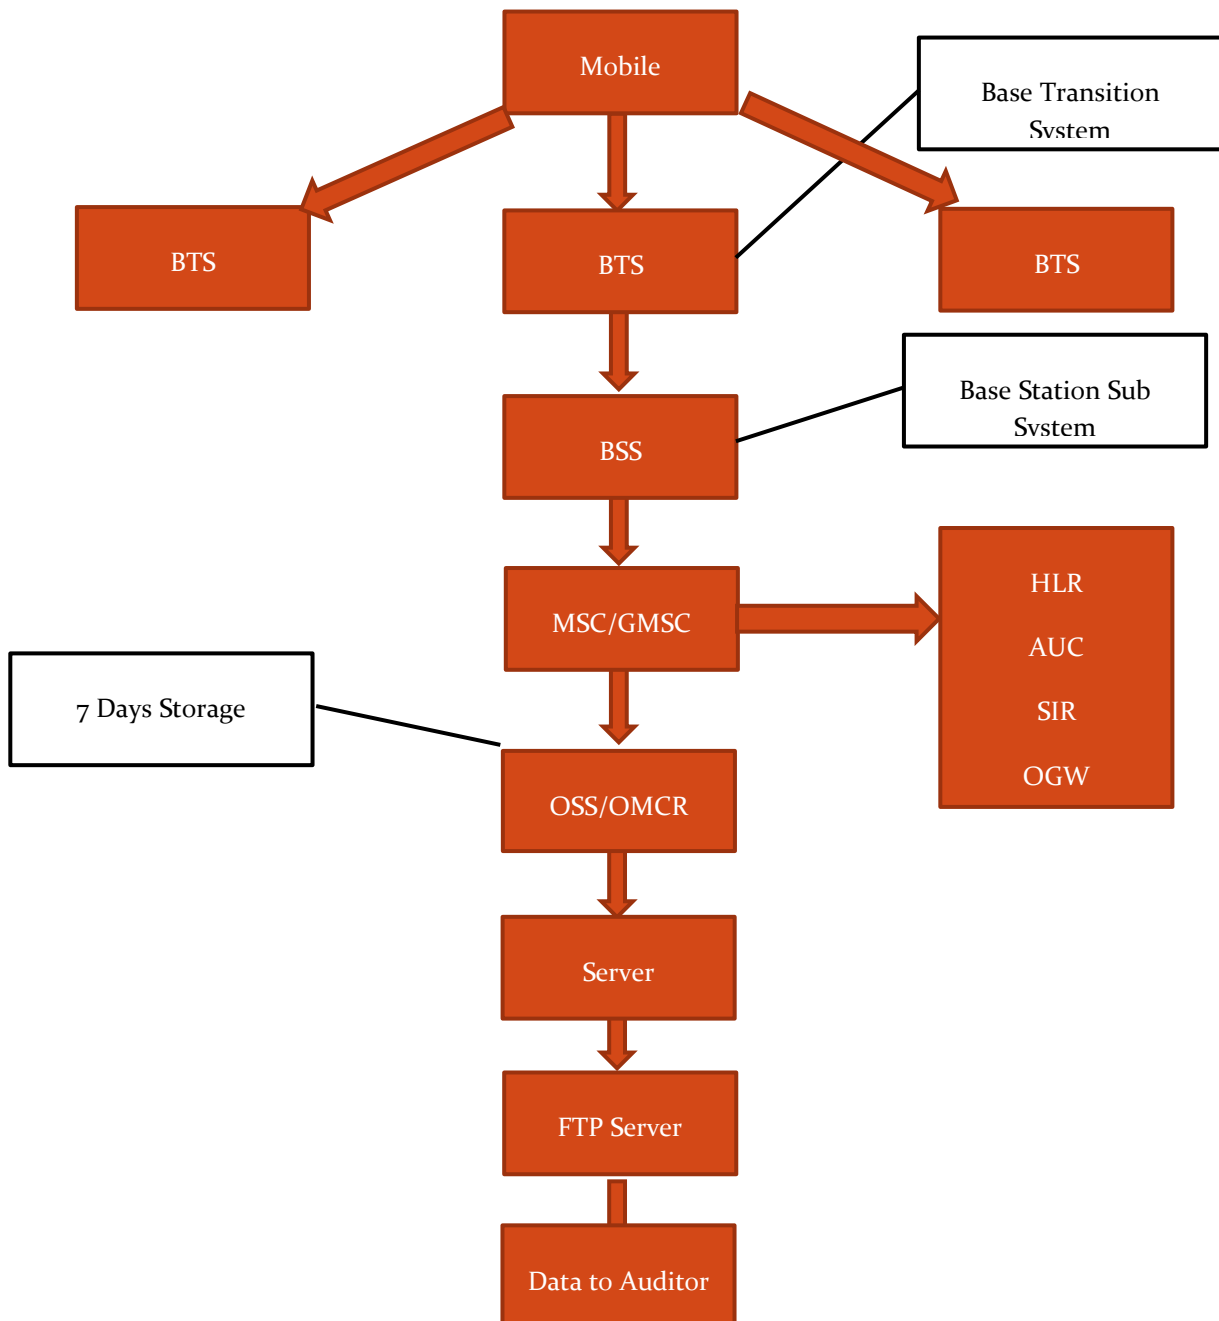 Mobile
Base Transition
System
BTS
BTS
BTS
Base Station Sub
System
BSS
HLR
MSC/GMSC
AUC
7 Days Storage
SIR
OGW
OSS/OMCR
Server
FTP Server
Data to Auditor